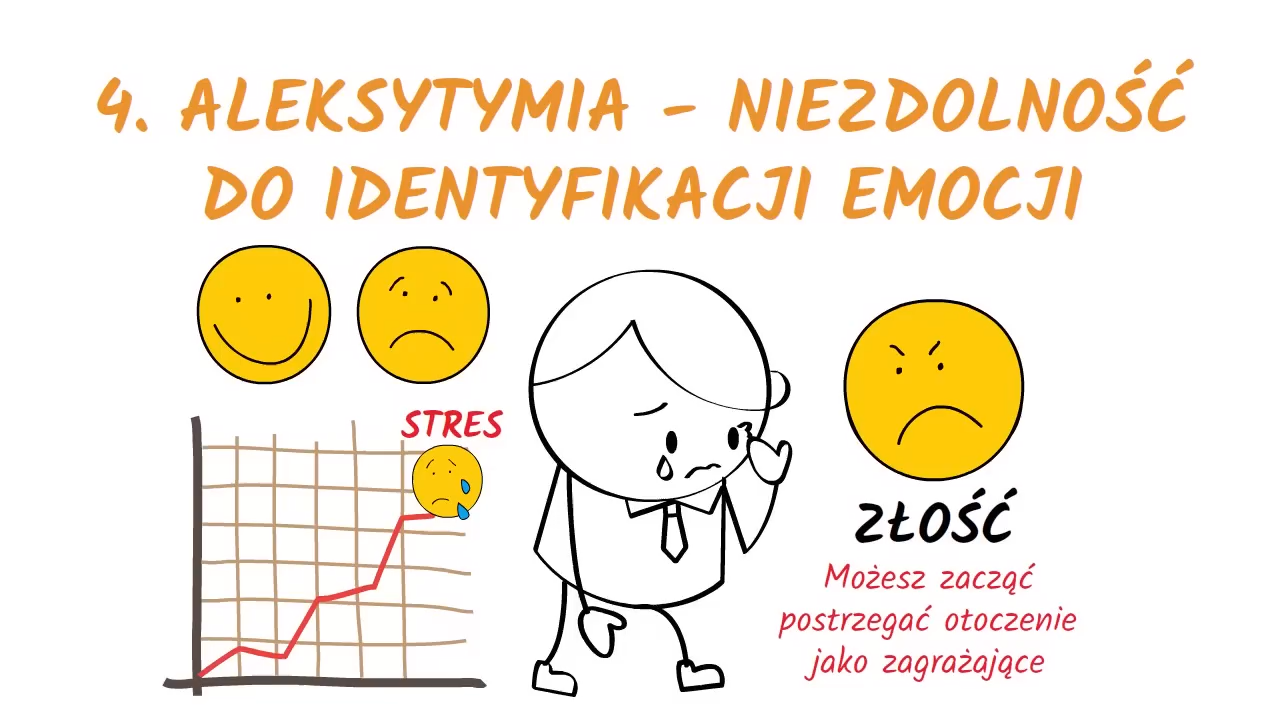 4. ALEKSYTYMIA - NIEZDOLNOŚĆ
DO IDENTYFIKACJI EMOCJI
STRES
ZŁOŚĆ
Możesz zacząć
postrzegać otoczenie
jako zagrażające